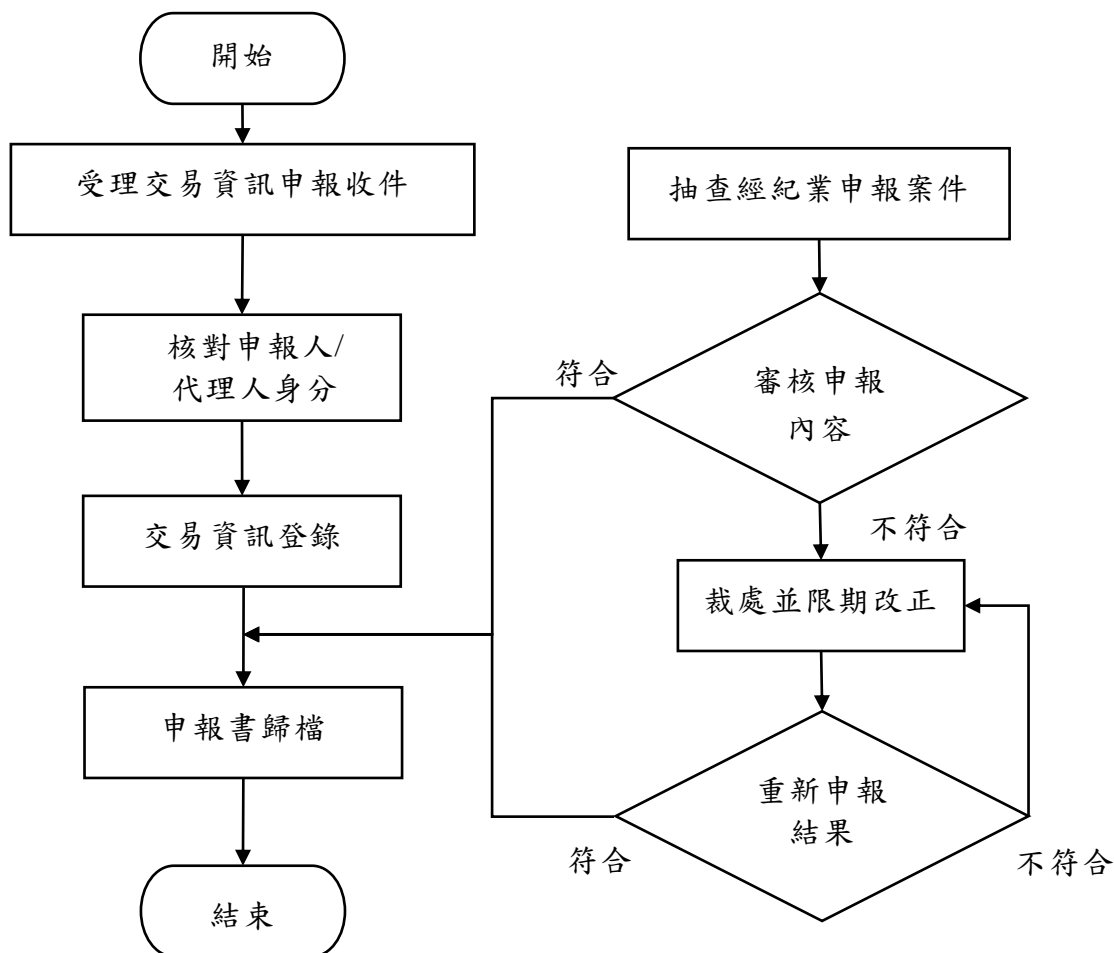 開始
受理交易資訊申報收件
核對申報人/
代理人身分
交易資訊登錄
申報書歸檔
結束
抽查經紀業申報案件
符合
審核申報
內容
不符合
裁處並限期改正
重新申報
結果
符合
不符合